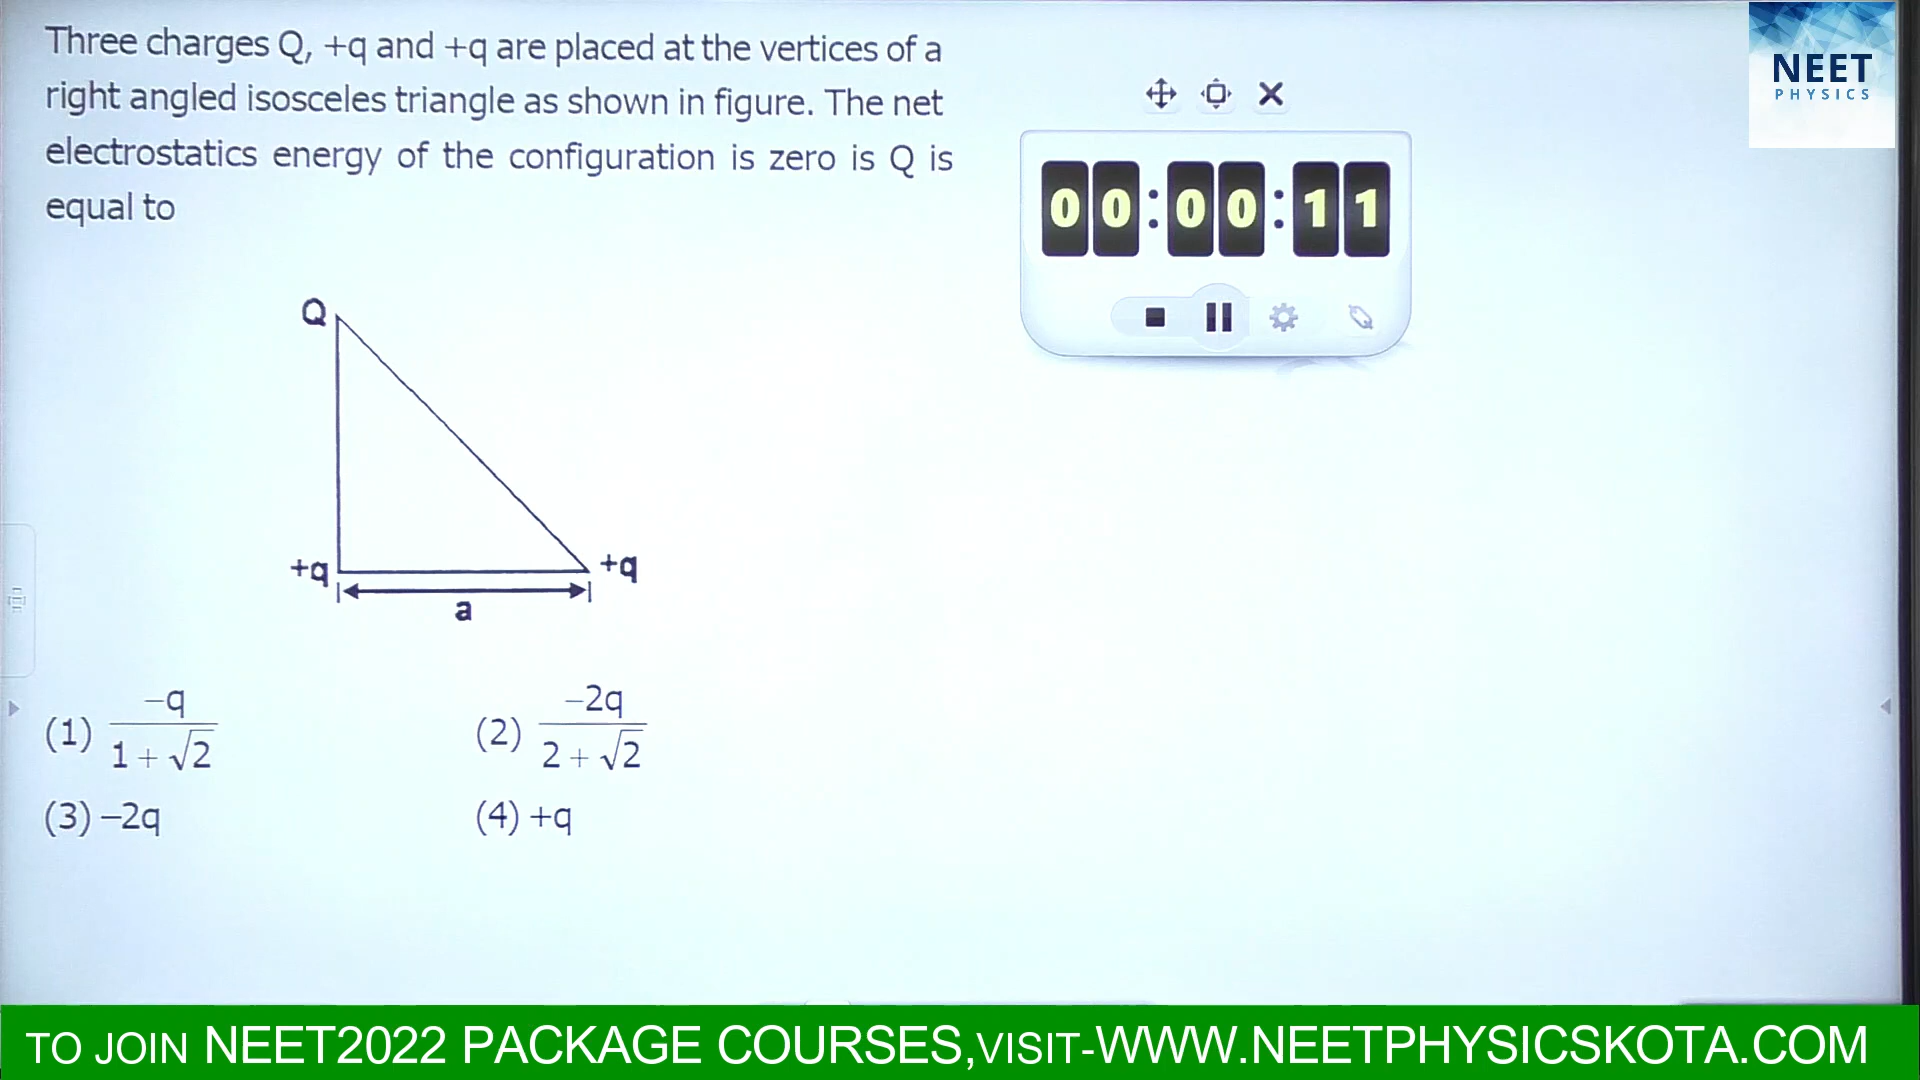 Three charges Q, +q and +q are placed at the vertices of a
right angled isosceles triangle as shown in figure. The net
electrostatics energy of the configuration is zero is Q is
equal to
NEET
PHYSICS
00:00:11
Q
+q
+q
a
(1) −q / (1 + √2)
(2) −2q / (2 + √2)
(3) −2q
(4) +q
TO JOIN NEET2022 PACKAGE COURSES,VISIT-WWW.NEETPHYSICSKOTA.COM